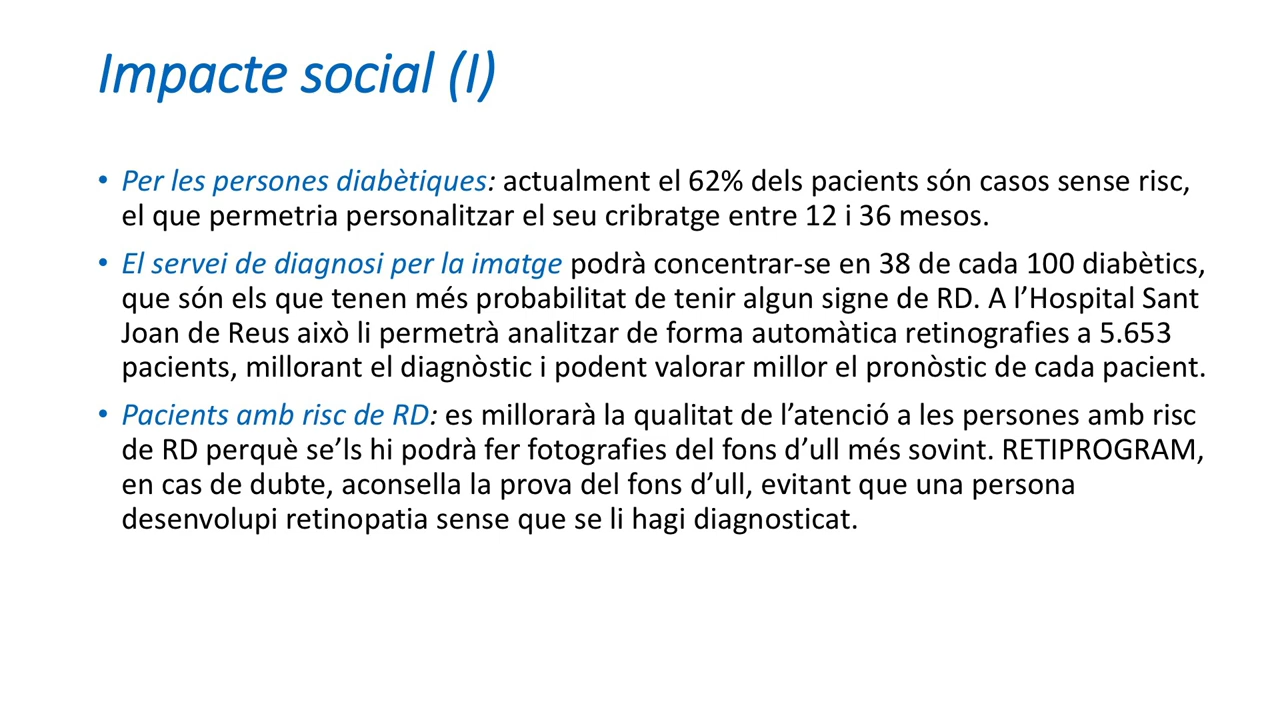 Impacte social (I)
• Per les persones diabètiques: actualment el 62% dels pacients són casos sense risc,
el que permetria personalitzar el seu cribratge entre 12 i 36 mesos.
• El servei de diagnosi per la imatge podrà concentrar-se en 38 de cada 100 diabètics,
que són els que tenen més probabilitat de tenir algun signe de RD. A l’Hospital Sant
Joan de Reus això li permetrà analitzar de forma automàtica retinografies a 5.653
pacients, millorant el diagnòstic i podent valorar millor el pronòstic de cada pacient.
• Pacients amb risc de RD: es millorarà la qualitat de l’atenció a les persones amb risc
de RD perquè se’ls hi podrà fer fotografies del fons d’ull més sovint. RETIPROGRAM,
en cas de dubte, aconsella la prova del fons d’ull, evitant que una persona
desenvolupi retinopatia sense que se li hagi diagnosticat.